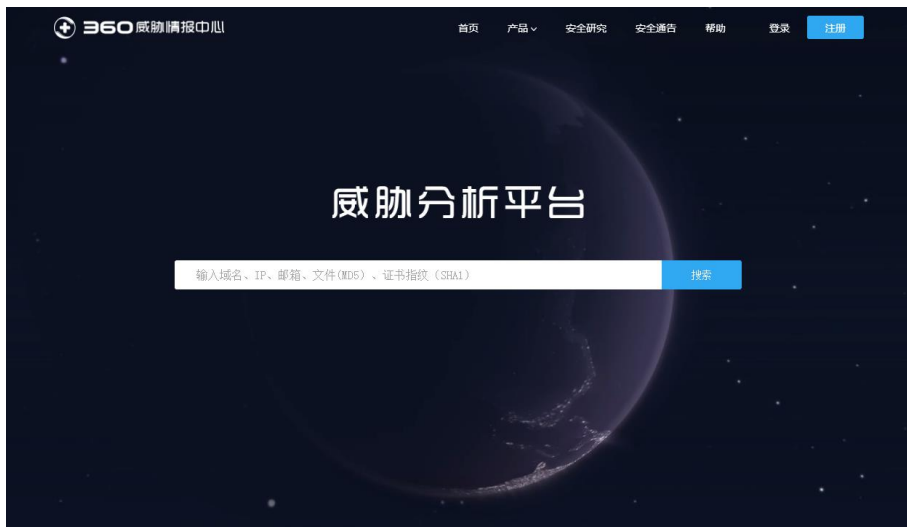 360威胁情报中心 首页 产品 安全研究 安全通告 帮助 登录 注册
威胁分析平台
输入域名、IP、邮箱、文件(MD5)、证书指纹 (SHA1) 搜索